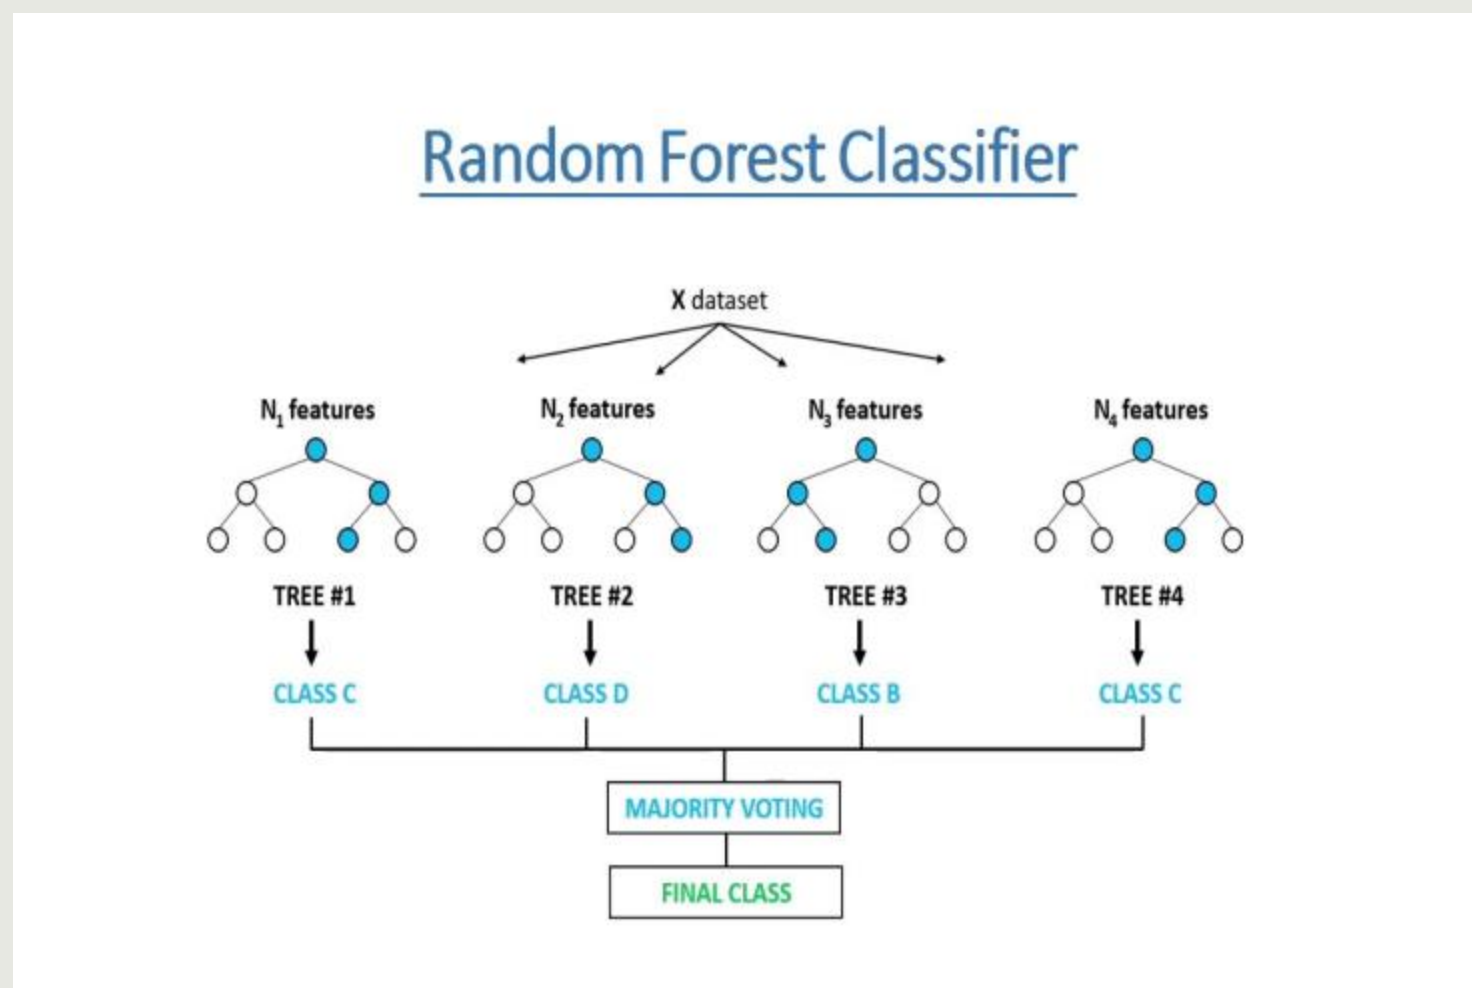 Random Forest Classifier
X dataset
N1 features
N2 features
N3 features
N4 features
TREE #1
TREE #2
TREE #3
TREE #4
CLASS C
CLASS D
CLASS B
CLASS C
MAJORITY VOTING
FINAL CLASS